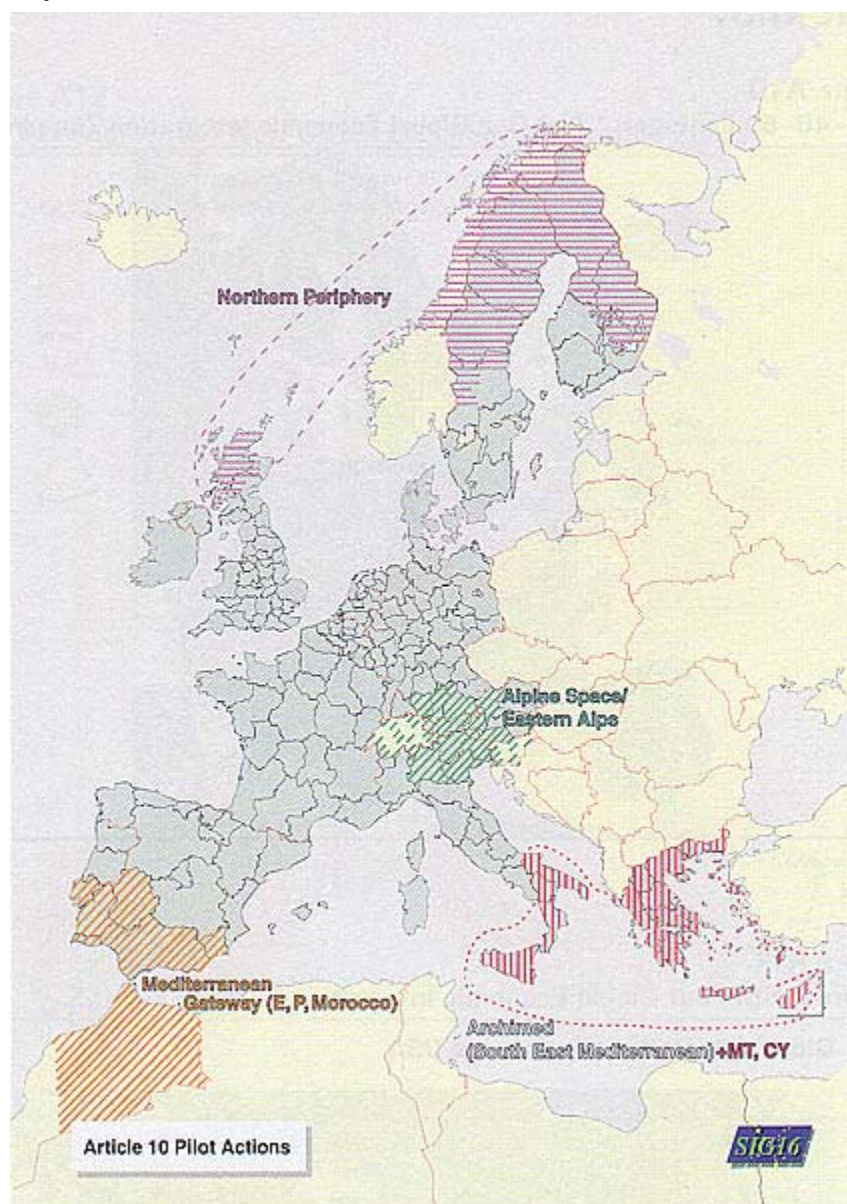 Northern Periphery
Alpine Space/
Eastern Alps
Mediterranean
Gateway (E, P, Morocco)
Archimed
(South East Mediterranean) +MT, CY
Article 10 Pilot Actions
SIG16